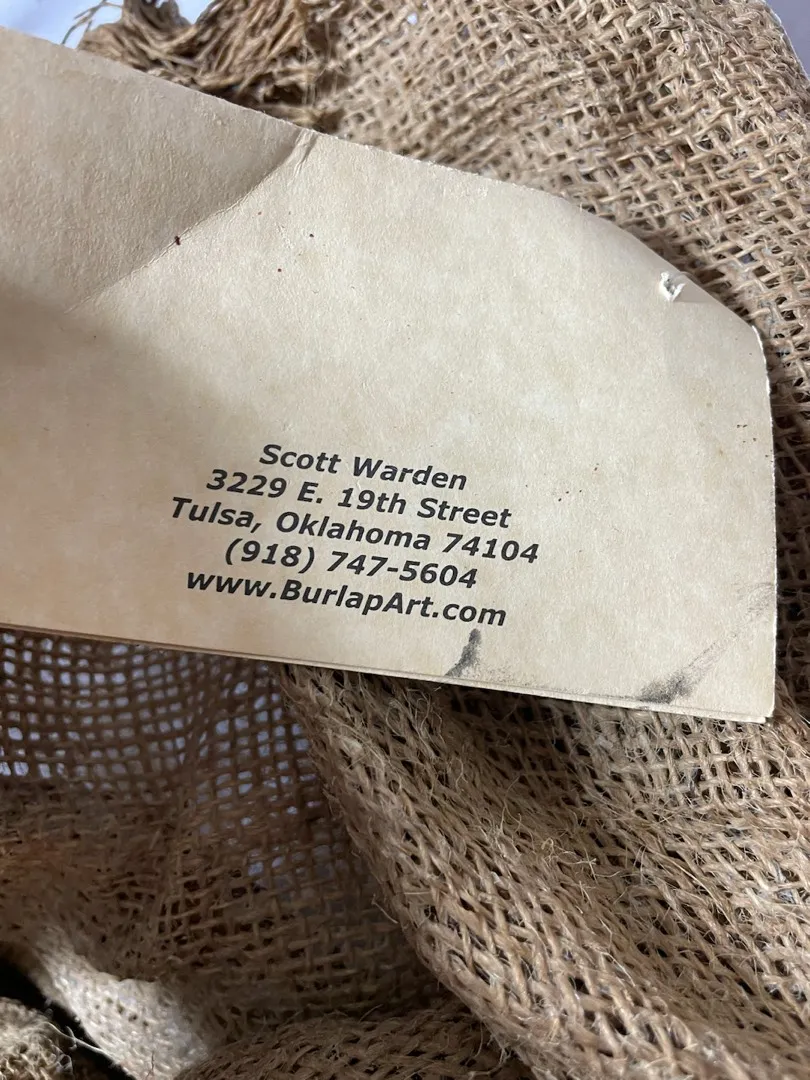 Scott Warden
3229 E. 19th Street
Tulsa, Oklahoma 74104
(918) 747-5604
www.BurlapArt.com